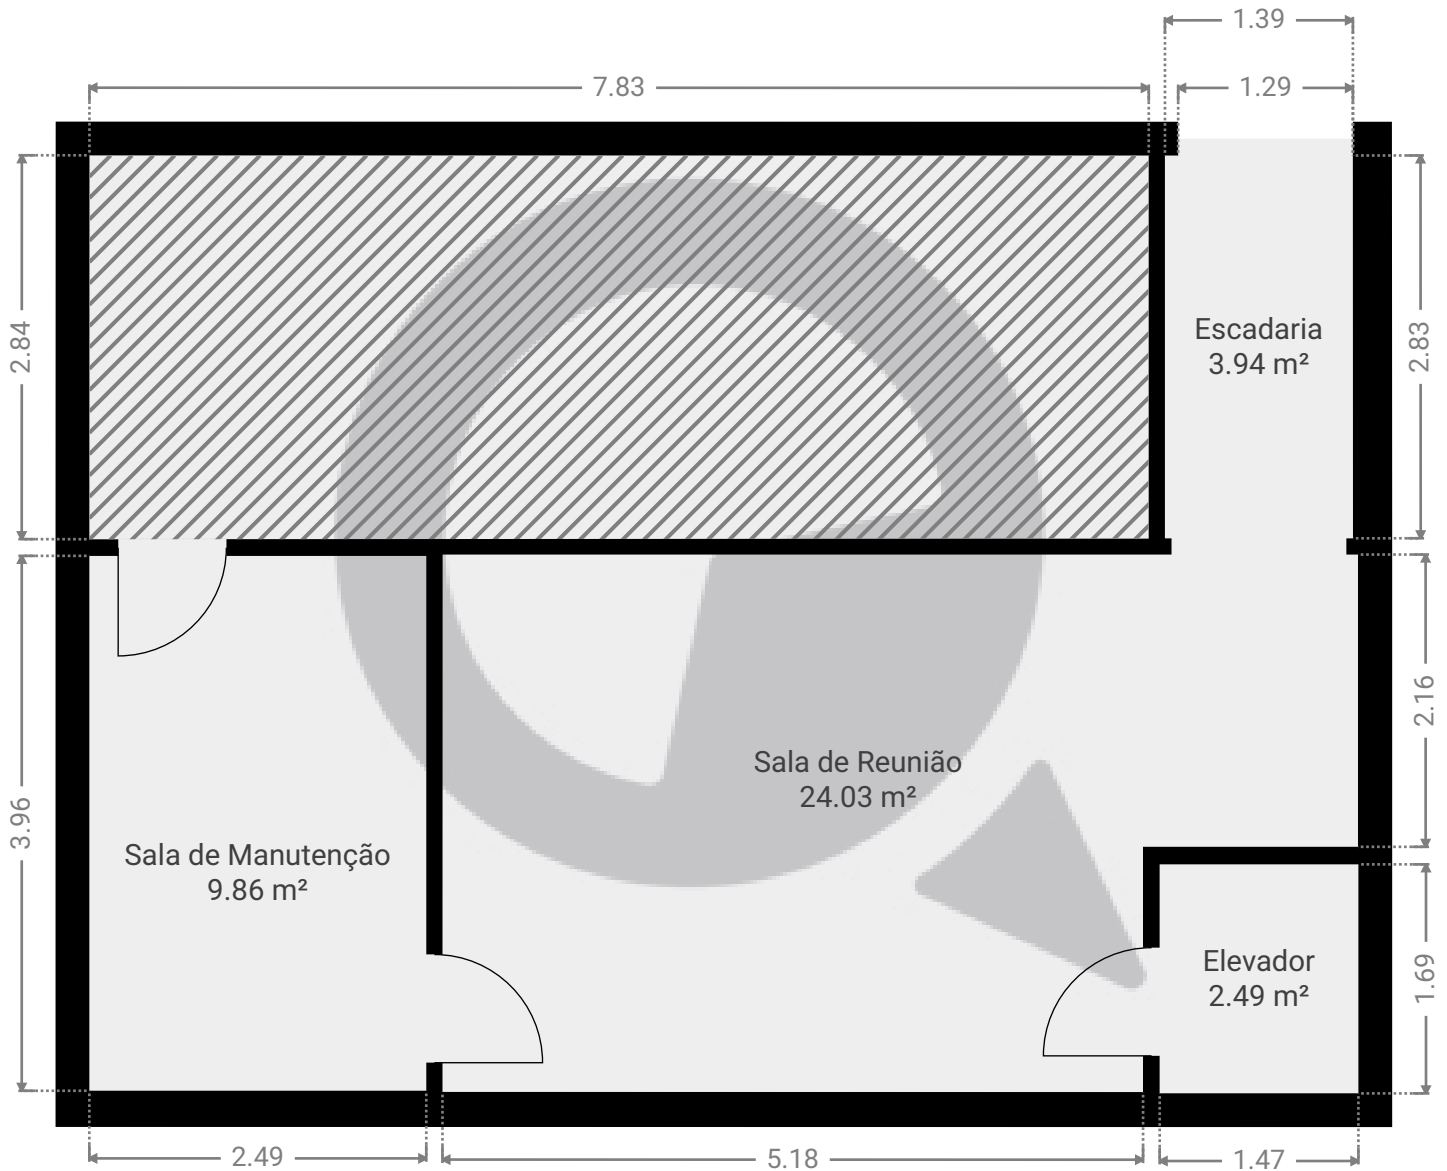 1.39
7.83
1.29
2.84
Escadaria
3.94 m²
2.83
2.16
Sala de Reunião
24.03 m²
3.96
Sala de Manutenção
9.86 m²
Elevador
2.49 m²
1.69
2.49
5.18
1.47